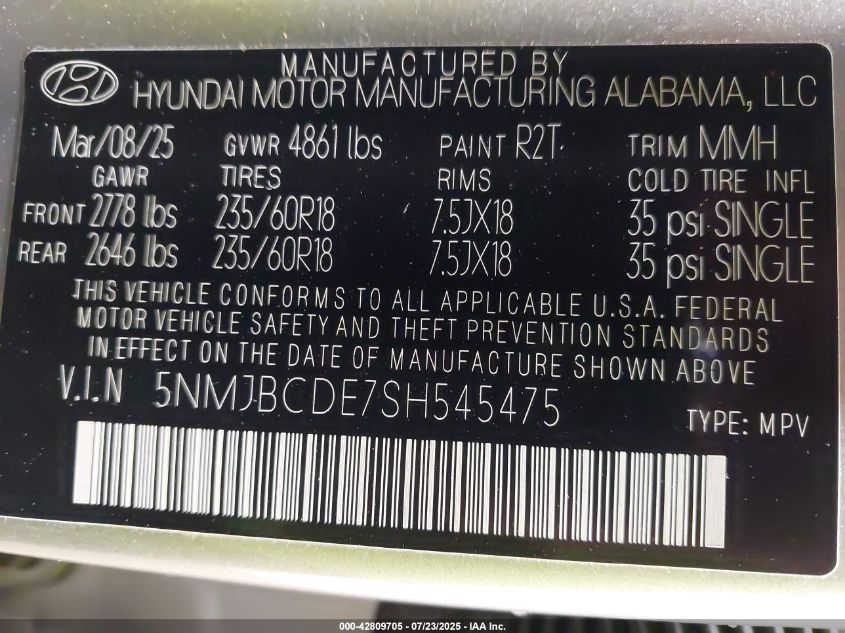 MANUFACTURED BY
HYUNDAI MOTOR MANUFACTURING ALABAMA, LLC
Mar/08/25 GVWR 4861 lbs PAINT R2T TRIM MMH
GAWR TIRES RIMS COLD TIRE INFL
FRONT 2778 lbs 235/60R18 7.5JX18 35 psi SINGLE
REAR 2646 lbs 235/60R18 7.5JX18 35 psi SINGLE
THIS VEHICLE CONFORMS TO ALL APPLICABLE U.S.A. FEDERAL
MOTOR VEHICLE SAFETY AND THEFT PREVENTION STANDARDS
IN EFFECT ON THE DATE OF MANUFACTURE SHOWN ABOVE
V.I.N 5NMJBCDE7SH545475
TYPE: MPV
000-42809705 - 07/23/2025 - IAA Inc.